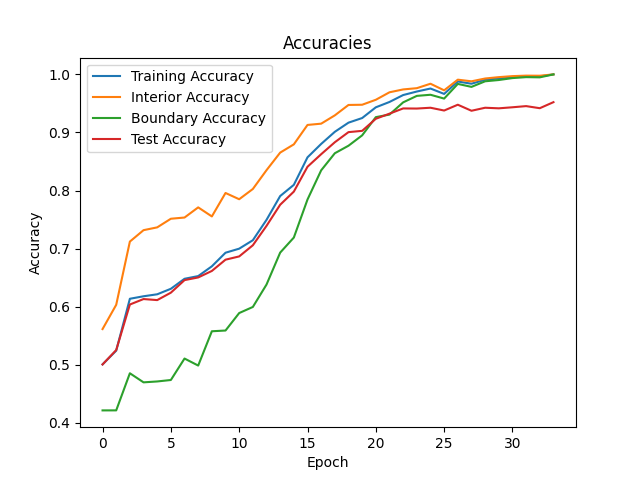 Accuracies
Training Accuracy
Interior Accuracy
Boundary Accuracy
Test Accuracy
Accuracy
1.0
0.9
0.8
0.7
0.6
0.5
0.4
0 5 10 15 20 25 30
Epoch